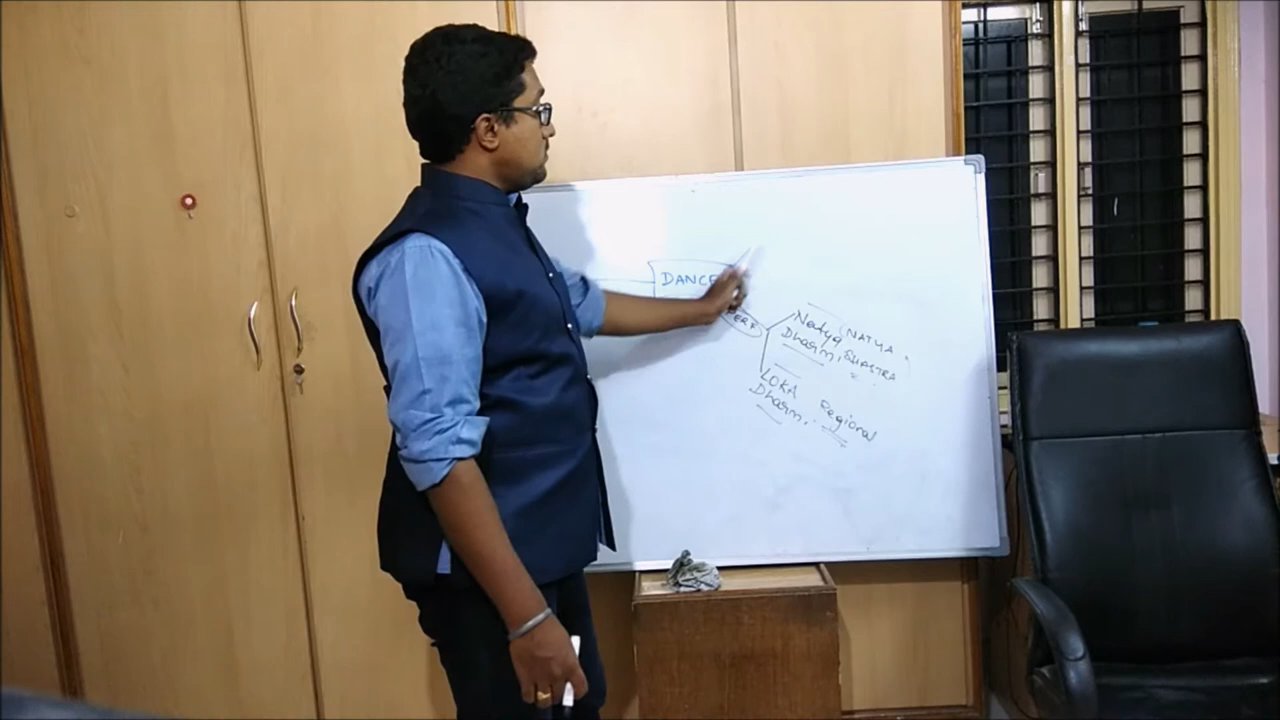 DANCE
PERF
Natya
Dharmi
NATYA
SHASTRA
LOKA
Dharmi
Regional